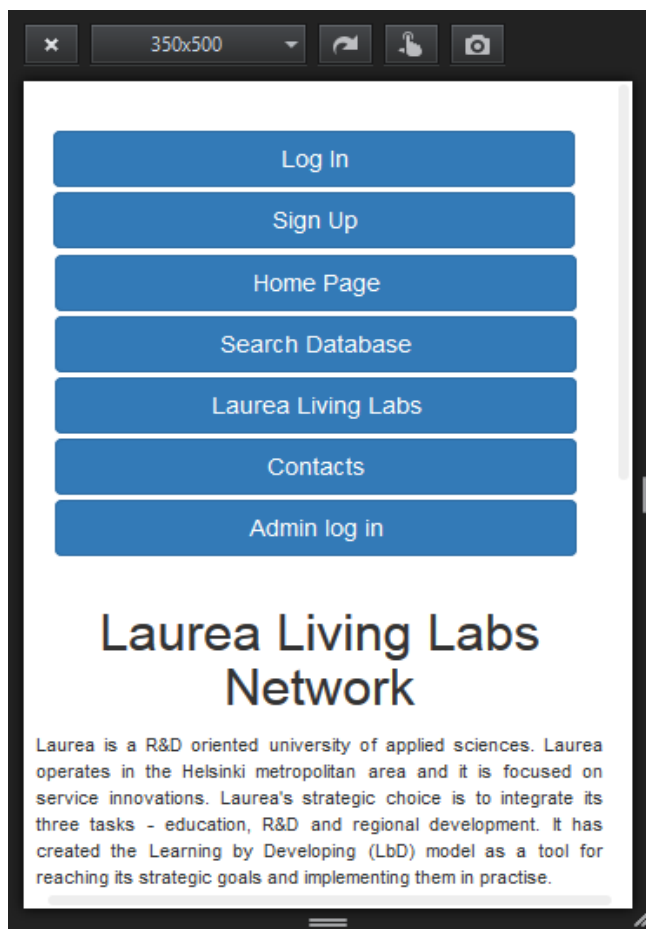 350x500
Log In
Sign Up
Home Page
Search Database
Laurea Living Labs
Contacts
Admin log in
Laurea Living Labs
Network
Laurea is a R&D oriented university of applied sciences. Laurea
operates in the Helsinki metropolitan area and it is focused on
service innovations. Laurea's strategic choice is to integrate its
three tasks - education, R&D and regional development. It has
created the Learning by Developing (LbD) model as a tool for
reaching its strategic goals and implementing them in practise.